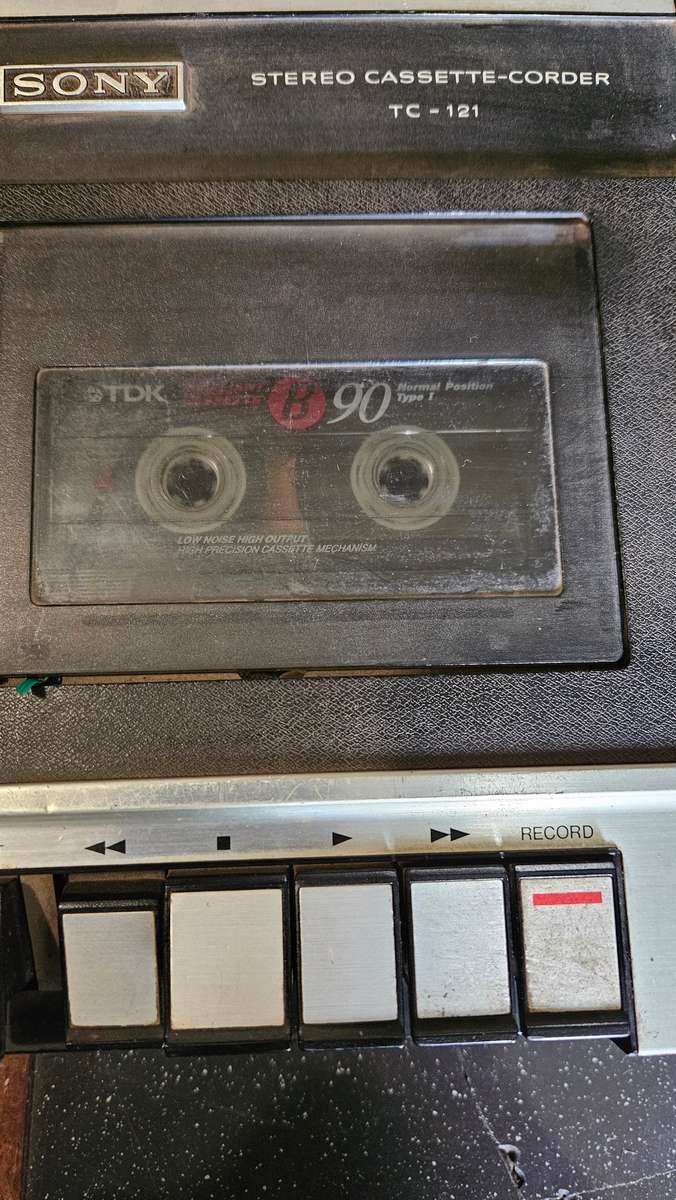 SONY
STEREO CASSETTE-CORDER
TC-121
TDK
B
90
Normal Position
Type I
LOW NOISE HIGH OUTPUT
HIGH PRECISION CASSETTE MECHANISM
RECORD